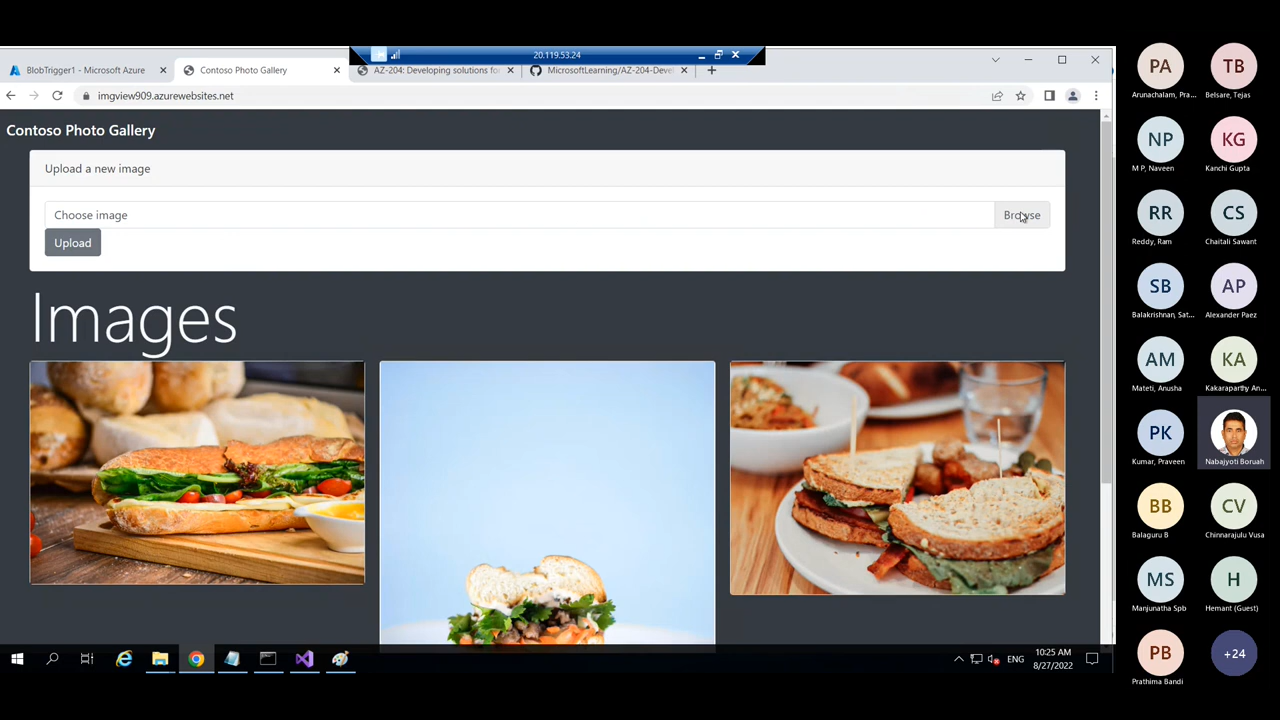 20.119.53.24
BlobTrigger1 - Microsoft Azure
Contoso Photo Gallery
AZ-204: Developing solutions for
MicrosoftLearning/AZ-204-Deve
imgview909.azurewebsites.net
Contoso Photo Gallery
Upload a new image
Choose image
Browse
Upload
Images
ENG
10:25 AM
8/27/2022
PA
Arunachalam, Pra...
TB
Belsare, Tejas
NP
M P, Naveen
KG
Kanchi Gupta
RR
Reddy, Ram
CS
Chaitali Sawant
SB
Balakrishnan, Sat...
AP
Alexander Paez
AM
Mateti, Anusha
KA
Kakaraparthy An...
PK
Kumar, Praveen
Nabajyoti Boruah
BB
Balaguru B
CV
Chinnarajulu Vusa
MS
Manjunatha Spb
H
Hemant (Guest)
PB
Prathima Bandi
+24